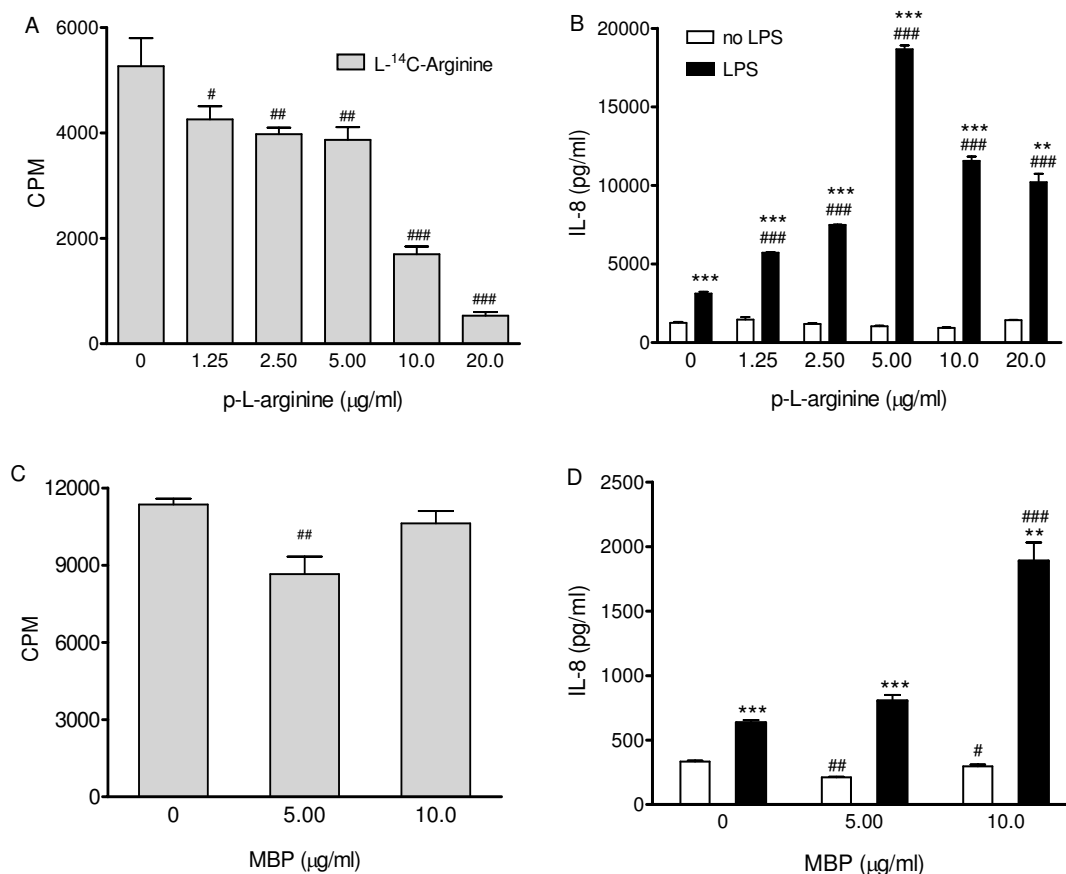 A
6000
4000
2000
0
CPM
L-¹⁴C-Arginine
#
##
##
###
###
0 1.25 2.50 5.00 10.0 20.0
p-L-arginine (μg/ml)
B
20000
15000
10000
5000
0
IL-8 (pg/ml)
no LPS
LPS
***
***
###
***
###
***
###
***
###
**
###
0 1.25 2.50 5.00 10.0 20.0
p-L-arginine (μg/ml)
C
12000
9000
6000
3000
0
CPM
##
0 5.00 10.0
MBP (μg/ml)
D
2500
2000
1500
1000
500
0
IL-8 (pg/ml)
***
##
***
#
###
**
0 5.00 10.0
MBP (μg/ml)